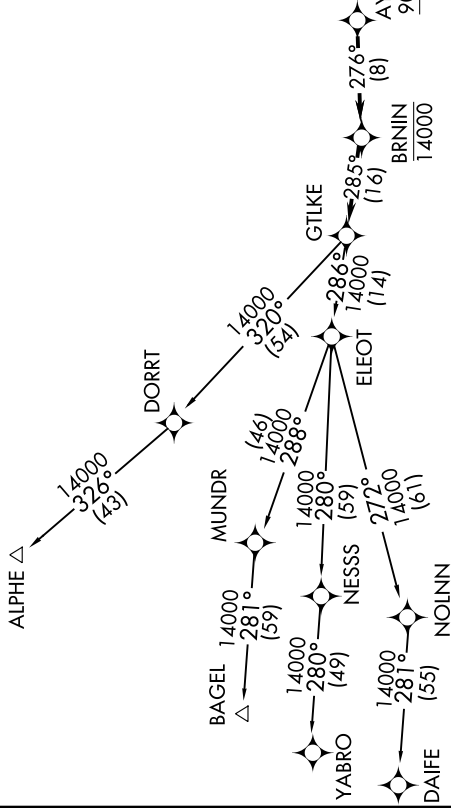 276°
(8)
BRNIN
14000
285°
(16)
GTLKE
286°
14000
(14)
ELEOT
14000
320°
(54)
DORRT
14000
326°
(43)
ALPHE
(46)
14000
288°
MUNDR
14000
281°
(59)
BAGEL
14000
280°
(59)
NESSS
14000
280°
(49)
YABRO
272°
14000
(61)
NOLNN
14000
281°
(55)
DAIFE